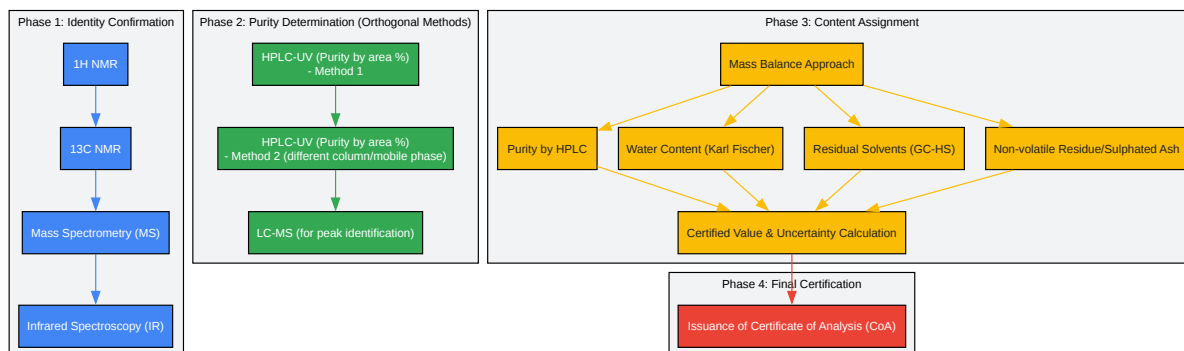 Phase 1: Identity Confirmation
1H NMR
13C NMR
Mass Spectrometry (MS)
Infrared Spectroscopy (IR)
Phase 2: Purity Determination (Orthogonal Methods)
HPLC-UV (Purity by area %)
- Method 1
HPLC-UV (Purity by area %)
- Method 2 (different column/mobile phase)
LC-MS (for peak identification)
Phase 3: Content Assignment
Mass Balance Approach
Purity by HPLC
Water Content (Karl Fischer)
Residual Solvents (GC-HS)
Non-volatile Residue/Sulphated Ash
Certified Value & Uncertainty Calculation
Phase 4: Final Certification
Issuance of Certificate of Analysis (CoA)